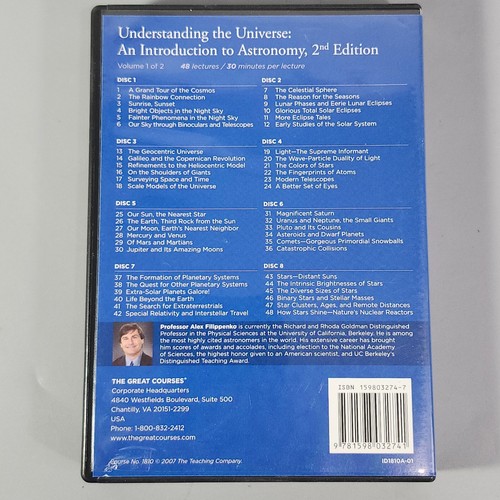 Understanding the Universe:
An Introduction to Astronomy, 2nd Edition
Volume 1 of 2 48 lectures / 30 minutes per lecture
DISC 1
1 A Grand Tour of the Cosmos
2 The Rainbow Connection
3 Sunrise, Sunset
4 Bright Objects in the Night Sky
5 Fainter Phenomena in the Night Sky
6 Our Sky through Binoculars and Telescopes
DISC 2
7 The Celestial Sphere
8 The Reason for the Seasons
9 Lunar Phases and Eerie Lunar Eclipses
10 Glorious Total Solar Eclipses
11 More Eclipse Tales
12 Early Studies of the Solar System
DISC 3
13 The Geocentric Universe
14 Galileo and the Copernican Revolution
15 Refinements to the Heliocentric Model
16 On the Shoulders of Giants
17 Surveying Space and Time
18 Scale Models of the Universe
DISC 4
19 Light—The Supreme Informant
20 The Wave-Particle Duality of Light
21 The Colors of Stars
22 The Fingerprints of Atoms
23 Modern Telescopes
24 A Better Set of Eyes
DISC 5
25 Our Sun, the Nearest Star
26 The Earth, Third Rock from the Sun
27 Our Moon, Earth's Nearest Neighbor
28 Mercury and Venus
29 Of Mars and Martians
30 Jupiter and Its Amazing Moons
DISC 6
31 Magnificent Saturn
32 Uranus and Neptune, the Small Giants
33 Pluto and Its Cousins
34 Asteroids and Dwarf Planets
35 Comets—Gorgeous Primordial Snowballs
36 Catastrophic Collisions
DISC 7
37 The Formation of Planetary Systems
38 The Quest for Other Planetary Systems
39 Extra-Solar Planets Galore!
40 Life Beyond the Earth
41 The Search for Extraterrestrials
42 Special Relativity and Interstellar Travel
DISC 8
43 Stars—Distant Suns
44 The Intrinsic Brightnesses of Stars
45 The Diverse Sizes of Stars
46 Binary Stars and Stellar Masses
47 Star Clusters, Ages, and Remote Distances
48 How Stars Shine—Nature's Nuclear Reactors
Professor Alex Filippenko is currently the Richard and Rhoda Goldman Distinguished
Professor in the Physical Sciences at the University of California, Berkeley. He is among
the most highly cited astronomers in the world. His extensive career has brought
him scores of awards and accolades, including election to the National Academy
of Sciences, the highest honor given to an American scientist, and UC Berkeley's
Distinguished Teaching Award.
THE GREAT COURSES®
Corporate Headquarters
4840 Westfields Boulevard, Suite 500
Chantilly, VA 20151-2299
USA
Phone: 1-800-832-2412
www.thegreatcourses.com
Course No. 1810 © 2007 The Teaching Company.
ISBN 159803274-7
9 781598 032741
ID1810A-01